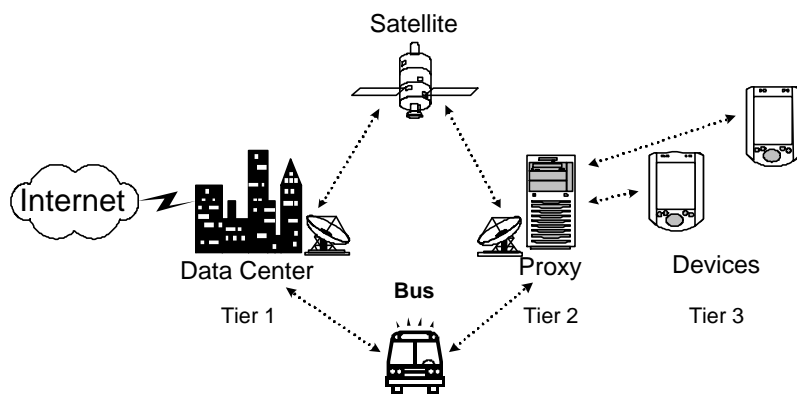 Satellite
Internet
Data Center
Proxy
Devices
Bus
Tier 1
Tier 2
Tier 3